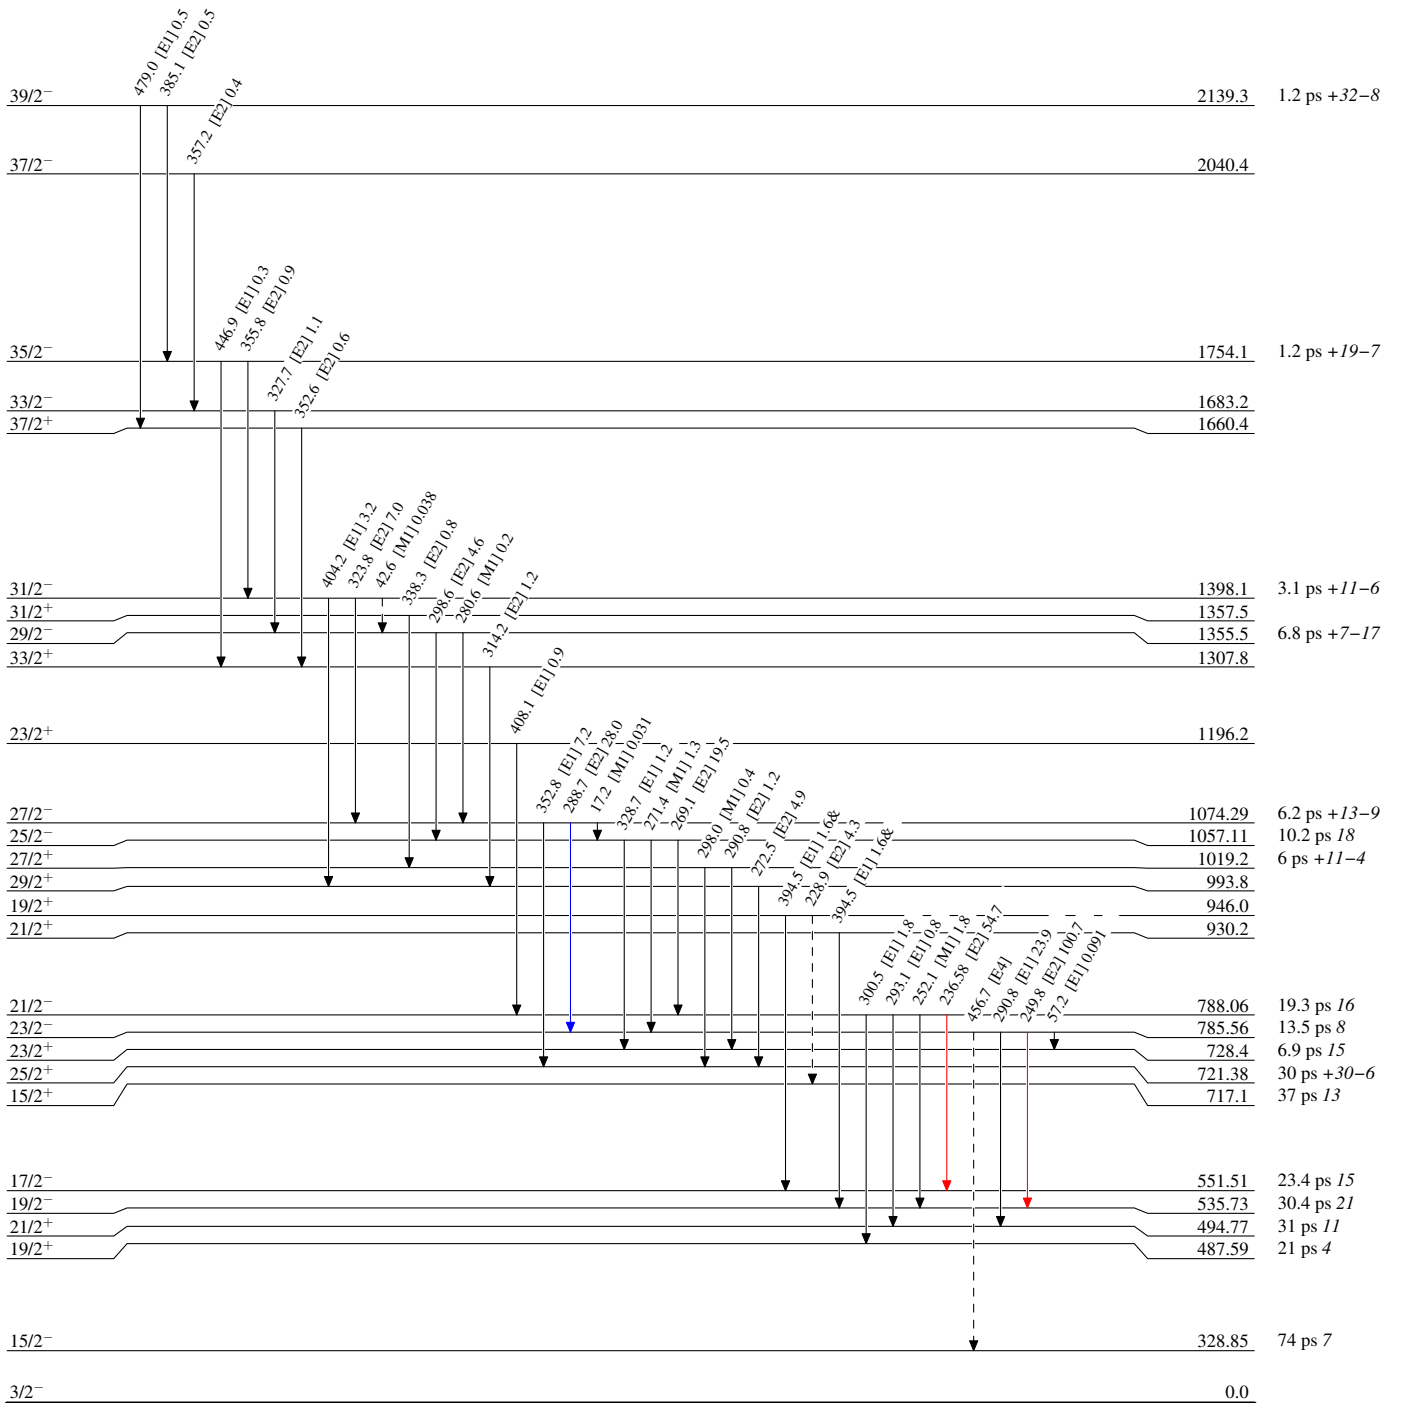 479.0 [E1] 0.5
385.1 [E2] 0.5
39/2− 2139.3 1.2 ps +32−8
357.2 [E2] 0.4
37/2− 2040.4
446.9 [E1] 0.3
355.8 [E2] 0.9
35/2− 1754.1 1.2 ps +19−7
327.7 [E2] 1.1
33/2− 1683.2
352.6 [E2] 0.6
37/2+ 1660.4
404.2 [E1] 3.2
323.8 [E2] 7.0
42.6 [M1] 0.038
31/2− 1398.1 3.1 ps +11−6
338.3 [E2] 0.8
31/2+ 1357.5
298.6 [E2] 4.6
280.6 [M1] 0.2
29/2− 1355.5 6.8 ps +7−17
314.2 [E2] 1.2
33/2+ 1307.8
408.1 [E1] 0.9
23/2+ 1196.2
352.8 [E1] 7.2
288.7 [E2] 28.0
17.2 [M1] 0.031
27/2− 1074.29 6.2 ps +13−9
328.7 [E1] 1.2
271.4 [M1] 1.3
269.1 [E2] 19.5
25/2− 1057.11 10.2 ps 18
298.0 [M1] 0.4
290.8 [E2] 1.2
27/2+ 1019.2 6 ps +11−4
272.5 [E2] 4.9
29/2+ 993.8
394.5 [E1] 1.6&
228.9 [E2] 4.3
19/2+ 946.0
394.5 [E1] 1.6&
21/2+ 930.2
300.5 [E1] 1.8
293.1 [E1] 0.8
252.1 [M1] 1.8
236.58 [E2] 54.7
21/2− 788.06 19.3 ps 16
456.7 [E4]
290.8 [E1] 23.9
249.8 [E2] 100.7
57.2 [E1] 0.091
23/2− 785.56 13.5 ps 8
23/2+ 728.4 6.9 ps 15
25/2+ 721.38 30 ps +30−6
15/2+ 717.1 37 ps 13
17/2− 551.51 23.4 ps 15
19/2− 535.73 30.4 ps 21
21/2+ 494.77 31 ps 11
19/2+ 487.59 21 ps 4
15/2− 328.85 74 ps 7
3/2− 0.0